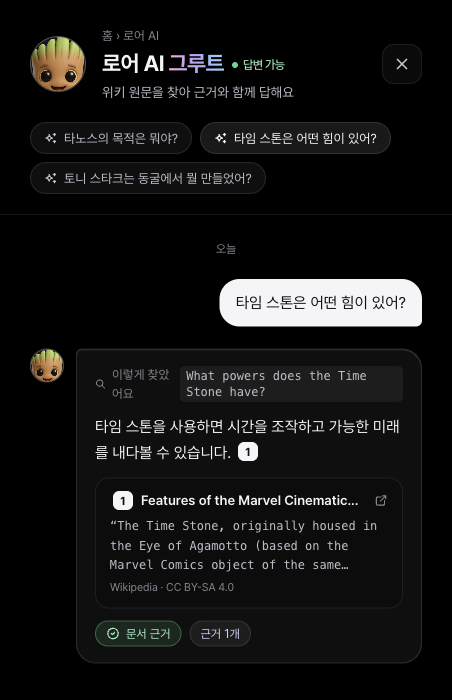 홈 › 로어 AI
로어 AI 그루트 답변 가능
위키 원문을 찾아 근거와 함께 답해요
타노스의 목적은 뭐야?
타임 스톤은 어떤 힘이 있어?
토니 스타크는 동굴에서 뭘 만들었어?
오늘
타임 스톤은 어떤 힘이 있어?
이렇게 찾았
어요
What powers does the Time
Stone have?
타임 스톤을 사용하면 시간을 조작하고 가능한 미래
를 내다볼 수 있습니다. 1
1 Features of the Marvel Cinematic...
“The Time Stone, originally housed in
the Eye of Agamotto (based on the
Marvel Comics object of the same…
Wikipedia · CC BY-SA 4.0
문서 근거
근거 1개